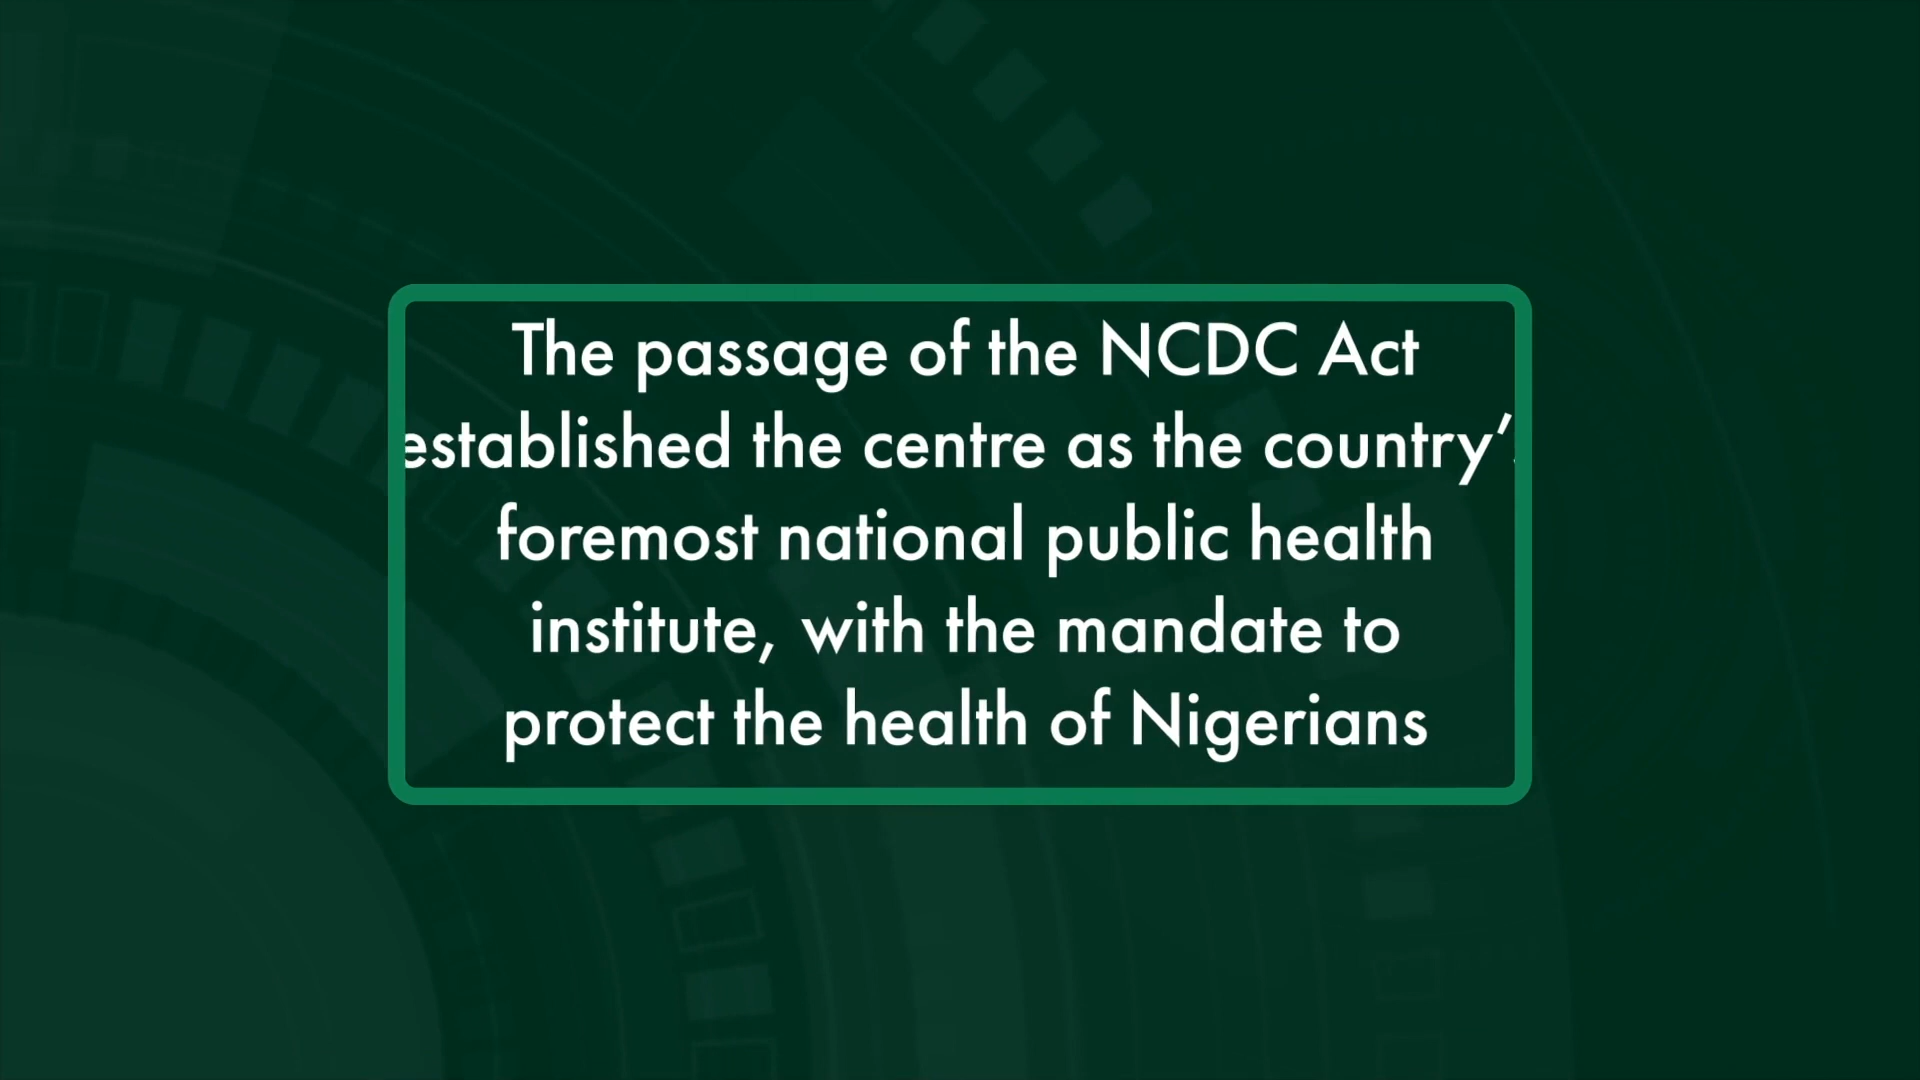 The passage of the NCDC Act
established the centre as the country’s
foremost national public health
institute, with the mandate to
protect the health of Nigerians